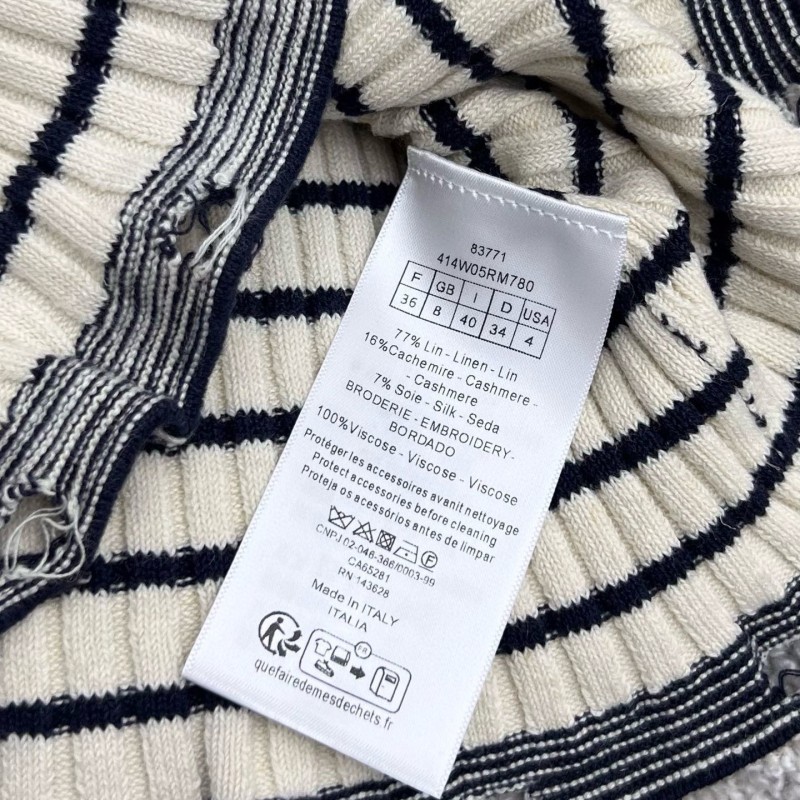 83771
414W05RM780
F GB I D USA
36 8 40 34 4
77% Lin - Linen - Lin
16%Cachemire - Cashmere -
- Cashmere
7% Soie - Silk - Seda
BRODERIE - EMBROIDERY-
BORDADO
100%Viscose - Viscose - Viscose
Protéger les accessoires avant nettoyage
Protect accessories before cleaning
Proteja os acessórios antes de limpar
F
CNPJ 02-046-366/0003-99
CA65281
RN 143628
Made in ITALY
ITALIA
FR
quefairedemesdechets.fr